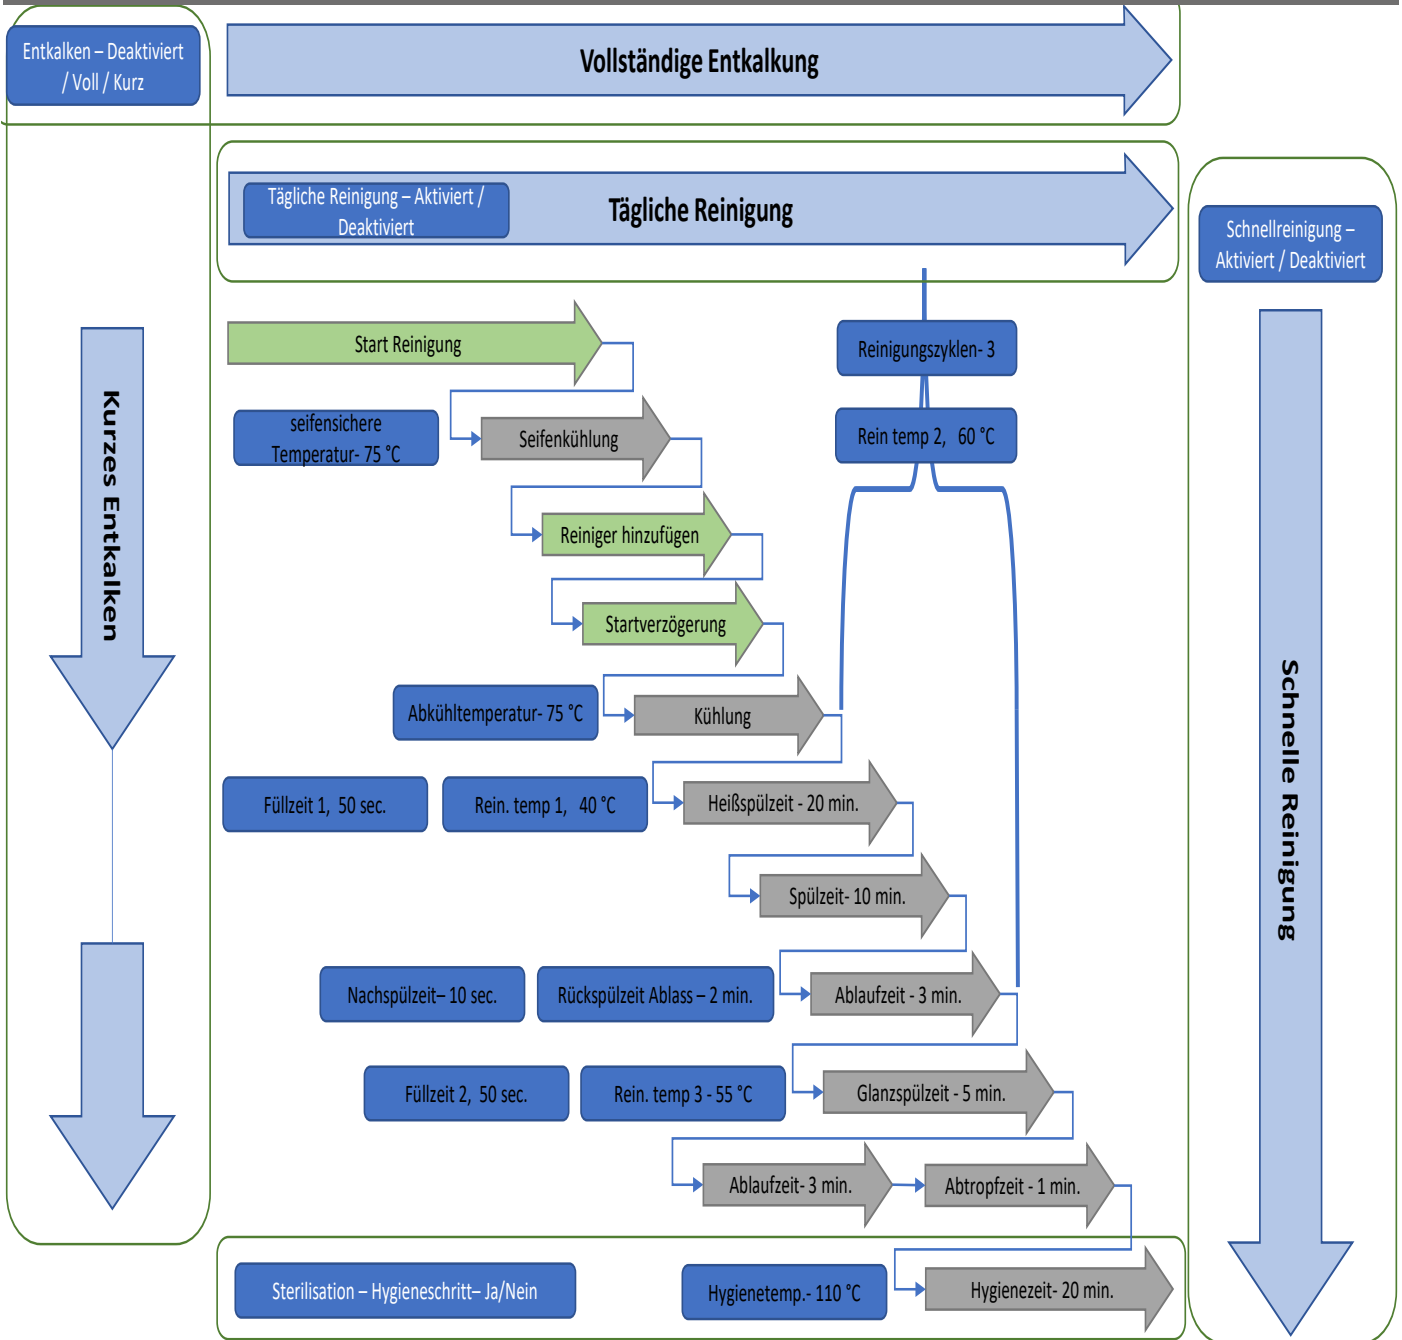 Entkalken – Deaktiviert
/ Voll / Kurz
Vollständige Entkalkung
Tägliche Reinigung – Aktiviert /
Deaktiviert
Tägliche Reinigung
Schnellreinigung –
Aktiviert / Deaktiviert
Start Reinigung
Reinigungszyklen- 3
seifensichere
Temperatur- 75 °C
Seifenkühlung
Rein temp 2, 60 °C
Kurzes Entkalken
Reiniger hinzufügen
Startverzögerung
Abkühltemperatur- 75 °C
Kühlung
Schnelle Reinigung
Füllzeit 1, 50 sec.
Rein. temp 1, 40 °C
Heißspülzeit - 20 min.
Spülzeit- 10 min.
Nachspülzeit– 10 sec.
Rückspülzeit Ablass – 2 min.
Ablaufzeit - 3 min.
Füllzeit 2, 50 sec.
Rein. temp 3 - 55 °C
Glanzspülzeit - 5 min.
Ablaufzeit- 3 min.
Abtropfzeit - 1 min.
Sterilisation – Hygieneschritt– Ja/Nein
Hygienetemp.- 110 °C
Hygienezeit- 20 min.